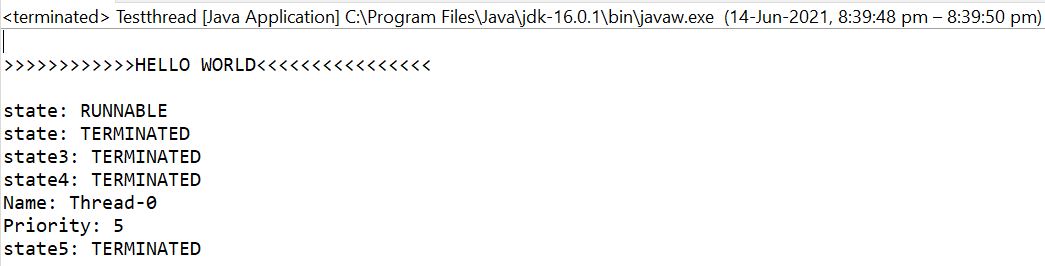 <terminated> Testthread [Java Application] C:\Program Files\Java\jdk-16.0.1\bin\javaw.exe (14-Jun-2021, 8:39:48 pm – 8:39:50 pm)
>>>>>>>>>>>>HELLO WORLD<<<<<<<<<<<<<<<<
state: RUNNABLE
state: TERMINATED
state3: TERMINATED
state4: TERMINATED
Name: Thread-0
Priority: 5
state5: TERMINATED